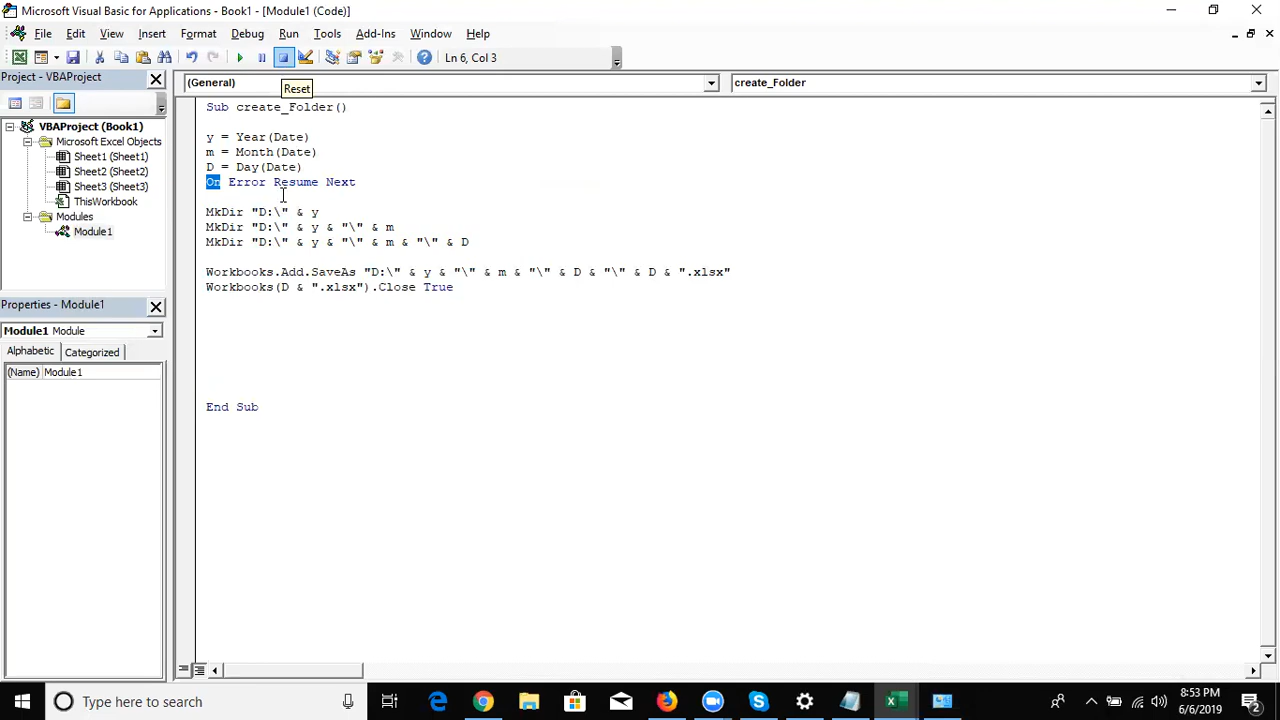 Microsoft Visual Basic for Applications - Book1 - [Module1 (Code)]
File Edit View Insert Format Debug Run Tools Add-Ins Window Help
Ln 6, Col 3
Reset
Project - VBAProject
VBAProject (Book1)
Microsoft Excel Objects
Sheet1 (Sheet1)
Sheet2 (Sheet2)
Sheet3 (Sheet3)
ThisWorkbook
Modules
Module1
Properties - Module1
Module1 Module
Alphabetic Categorized
(Name) Module1
(General) create_Folder
Sub create_Folder()
y = Year(Date)
m = Month(Date)
D = Day(Date)
On Error Resume Next
MkDir "D:\" & y
MkDir "D:\" & y & "\" & m
MkDir "D:\" & y & "\" & m & "\" & D
Workbooks.Add.SaveAs "D:\" & y & "\" & m & "\" & D & "\" & D & ".xlsx"
Workbooks(D & ".xlsx").Close True
End Sub
Type here to search
8:53 PM
6/6/2019
2